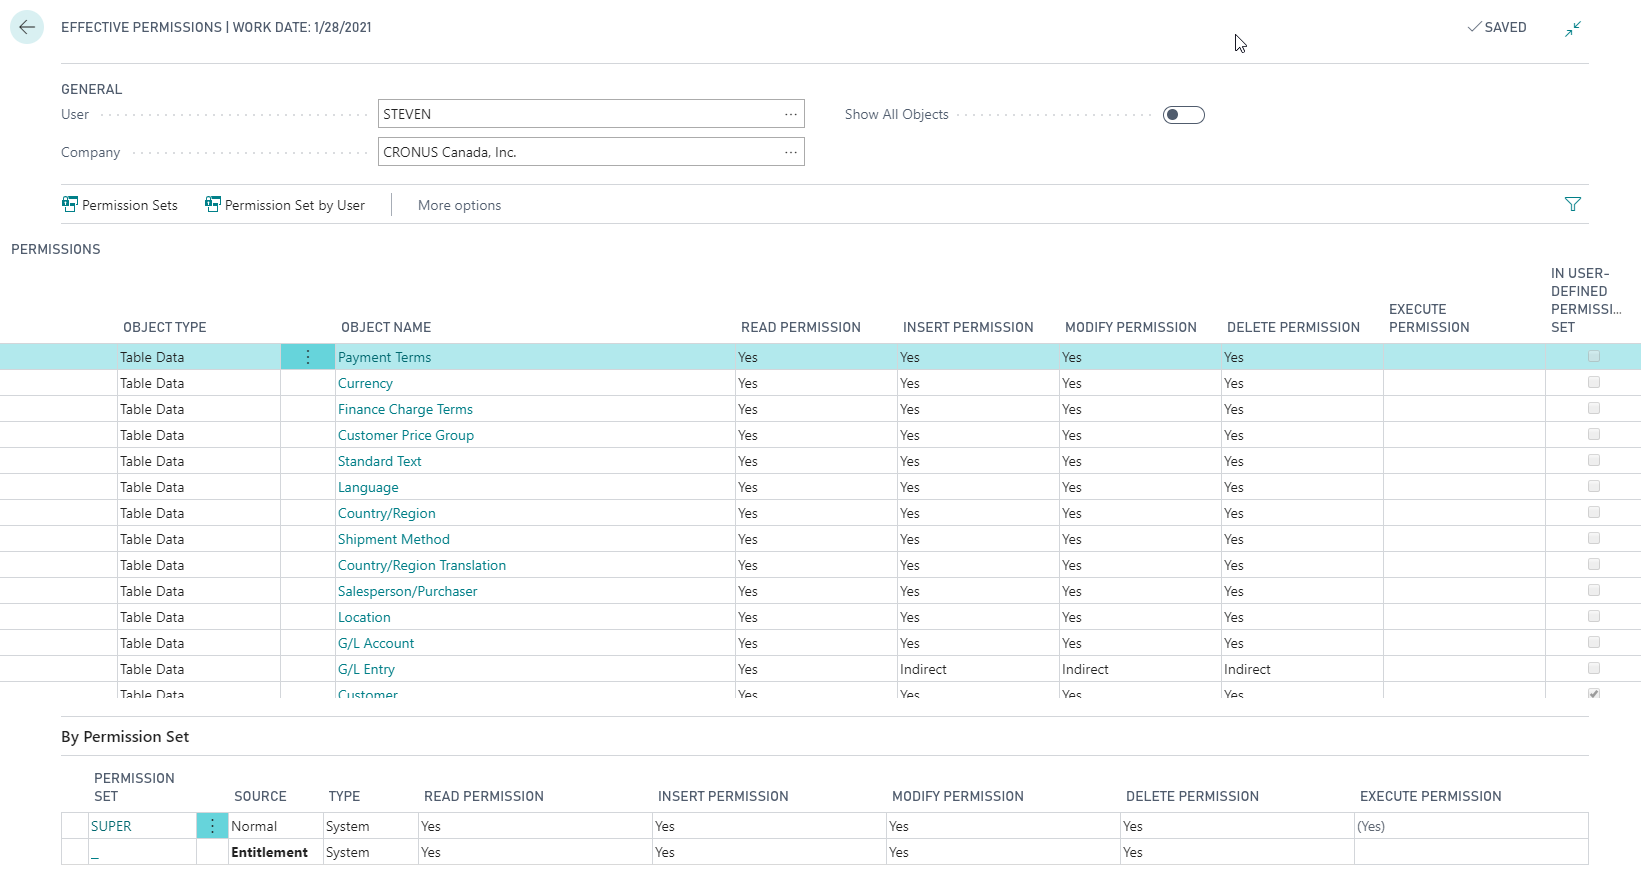 EFFECTIVE PERMISSIONS | WORK DATE: 1/28/2021
SAVED
GENERAL
User
STEVEN
Show All Objects
Company
CRONUS Canada, Inc.
Permission Sets
Permission Set by User
More options
PERMISSIONS
OBJECT TYPE OBJECT NAME READ PERMISSION INSERT PERMISSION MODIFY PERMISSION DELETE PERMISSION EXECUTE PERMISSION IN USER-DEFINED PERMISSI... SET
Table Data Payment Terms Yes Yes Yes Yes
Table Data Currency Yes Yes Yes Yes
Table Data Finance Charge Terms Yes Yes Yes Yes
Table Data Customer Price Group Yes Yes Yes Yes
Table Data Standard Text Yes Yes Yes Yes
Table Data Language Yes Yes Yes Yes
Table Data Country/Region Yes Yes Yes Yes
Table Data Shipment Method Yes Yes Yes Yes
Table Data Country/Region Translation Yes Yes Yes Yes
Table Data Salesperson/Purchaser Yes Yes Yes Yes
Table Data Location Yes Yes Yes Yes
Table Data G/L Account Yes Yes Yes Yes
Table Data G/L Entry Yes Indirect Indirect Indirect
Table Data Customer Yes Yes Yes Yes
By Permission Set
PERMISSION SET SOURCE TYPE READ PERMISSION INSERT PERMISSION MODIFY PERMISSION DELETE PERMISSION EXECUTE PERMISSION
SUPER Normal System Yes Yes Yes Yes (Yes)
_ Entitlement System Yes Yes Yes Yes